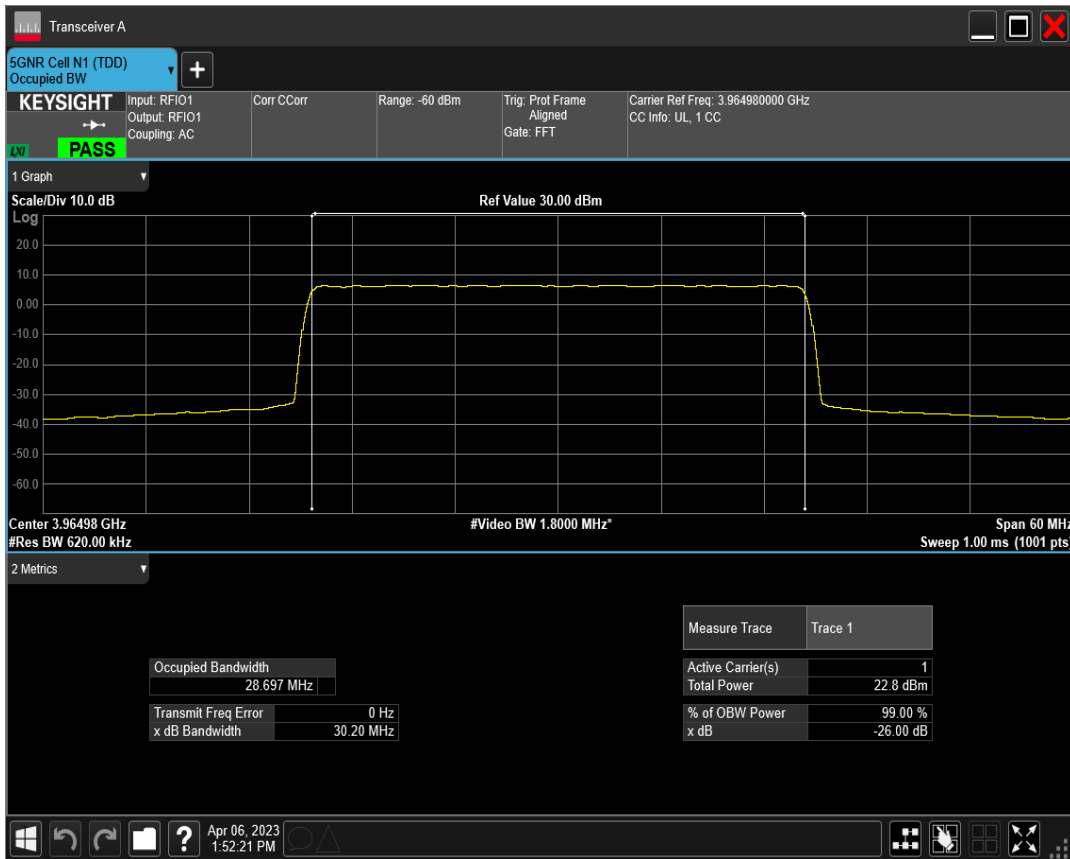 Transceiver A
5GNR Cell N1 (TDD)
Occupied BW
+
KEYSIGHT
LXI
PASS
Input: RFIO1
Output: RFIO1
Coupling: AC
Corr CCorr
Range: -60 dBm
Trig: Prot Frame
Aligned
Gate: FFT
Carrier Ref Freq: 3.964980000 GHz
CC Info: UL, 1 CC
1 Graph
Scale/Div 10.0 dB
Ref Value 30.00 dBm
Log
20.0
10.0
0.00
-10.0
-20.0
-30.0
-40.0
-50.0
-60.0
Center 3.96498 GHz
#Video BW 1.8000 MHz*
Span 60 MHz
#Res BW 620.00 kHz
Sweep 1.00 ms (1001 pts)
2 Metrics
Measure Trace Trace 1
Occupied Bandwidth
28.697 MHz
Active Carrier(s) 1
Total Power 22.8 dBm
Transmit Freq Error 0 Hz
x dB Bandwidth 30.20 MHz
% of OBW Power 99.00 %
x dB -26.00 dB
?
Apr 06, 2023
1:52:21 PM